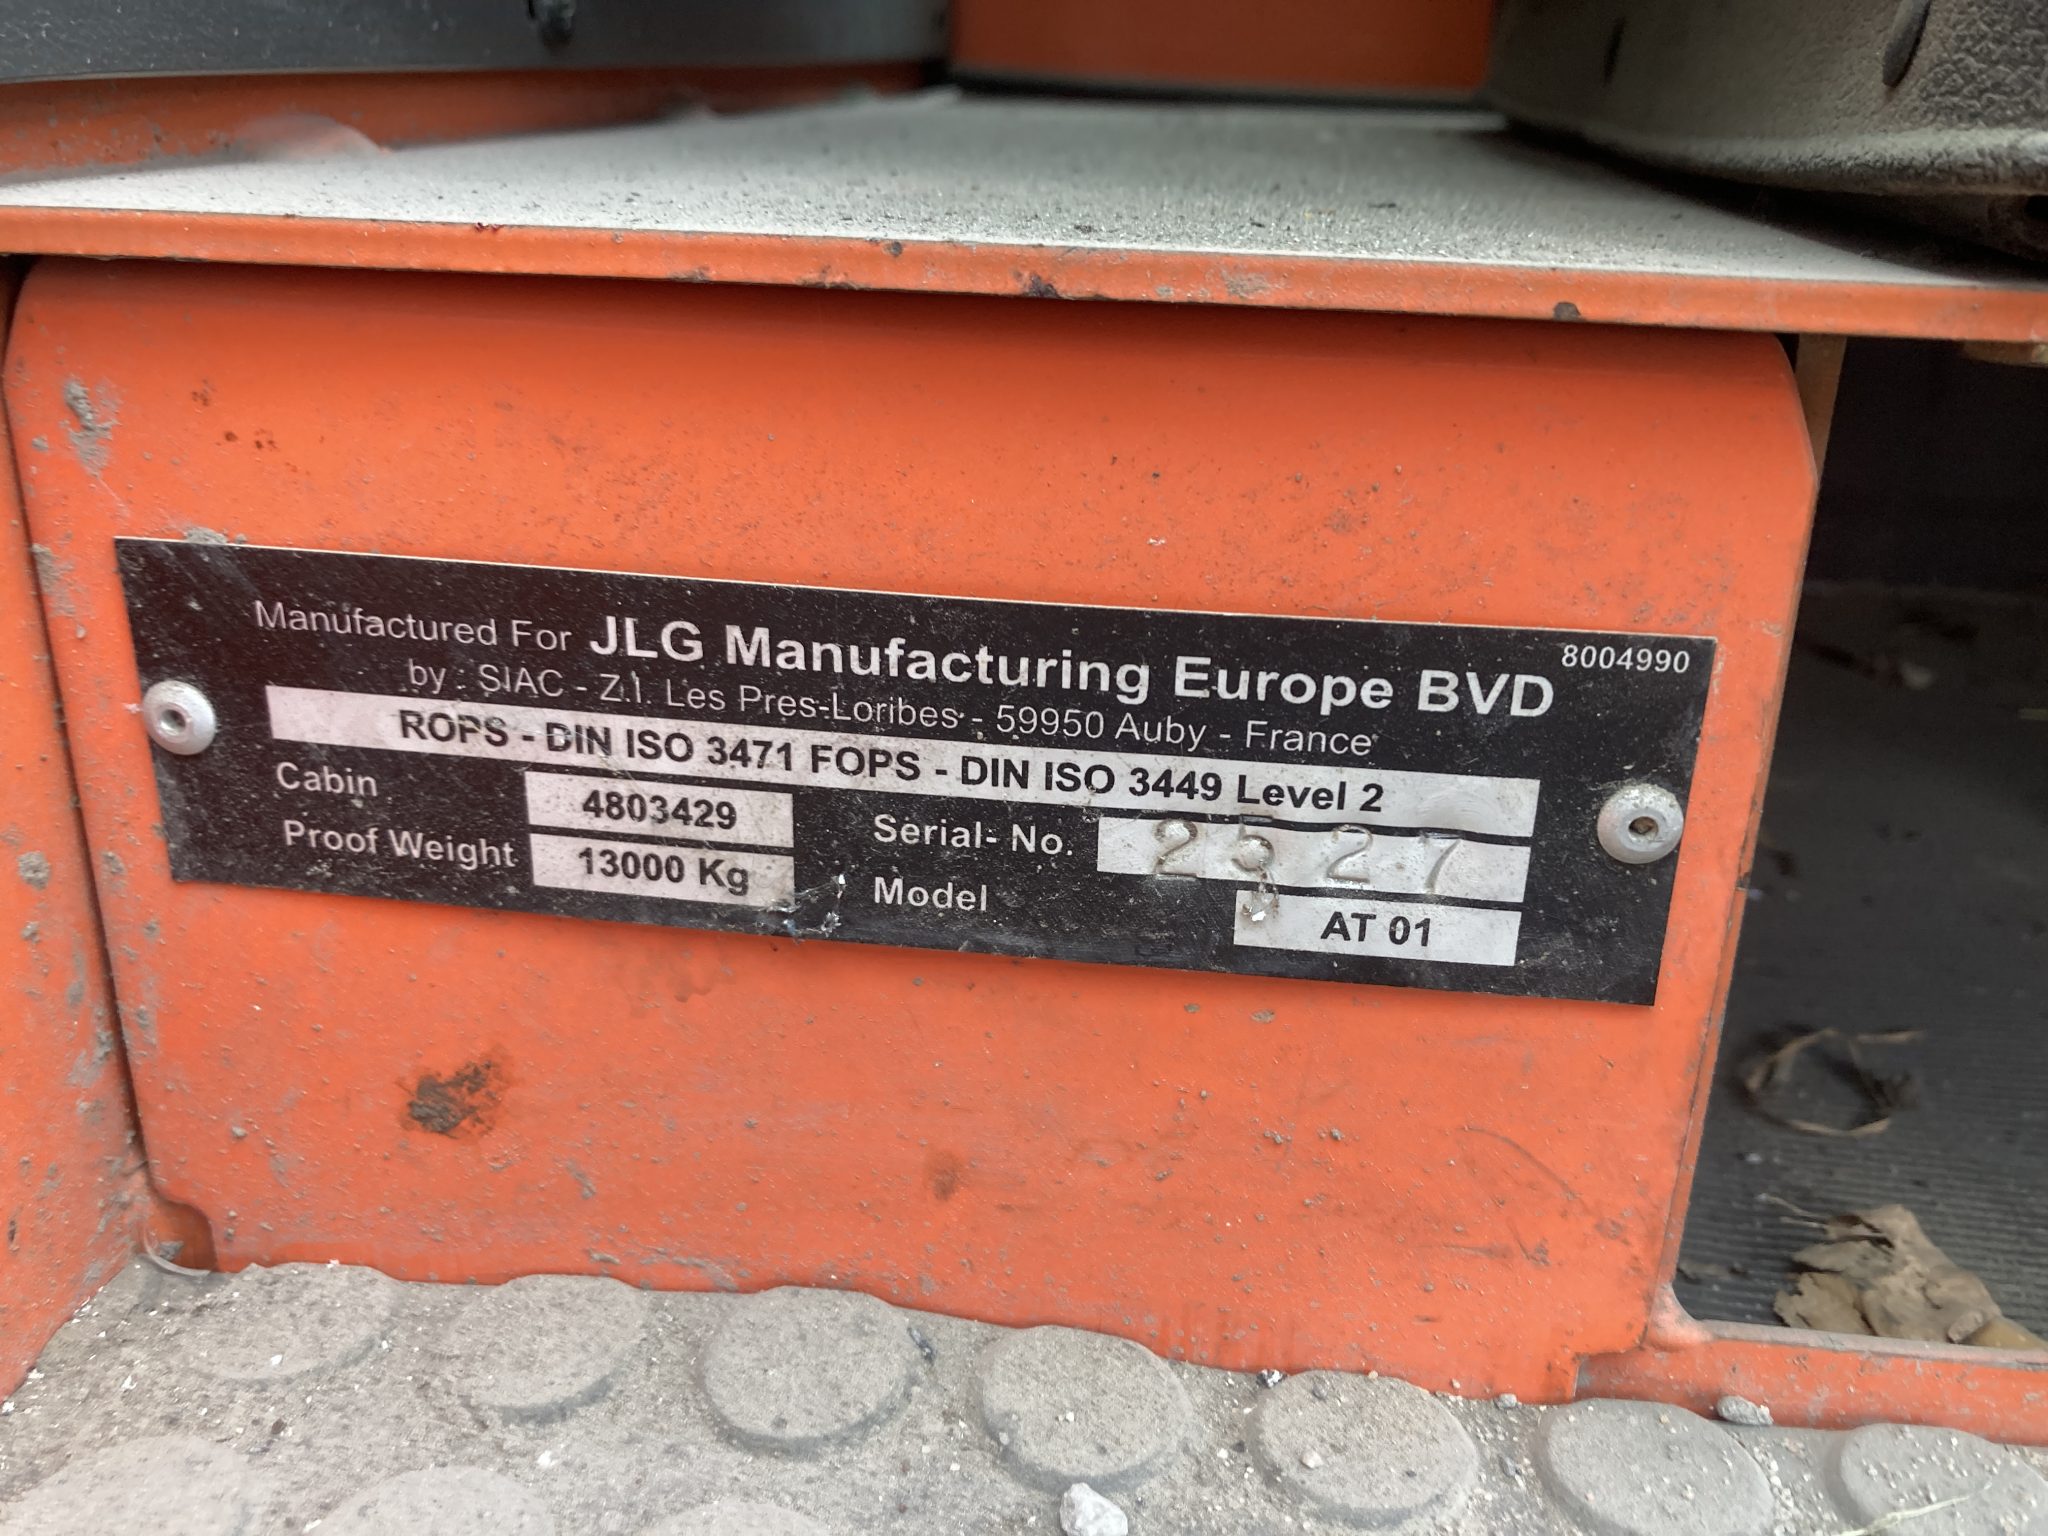 8004990
Manufactured For JLG Manufacturing Europe BVD
by : SIAC - Z.I. Les Pres-Loribes - 59950 Auby - France
ROPS - DIN ISO 3471 FOPS - DIN ISO 3449 Level 2
Cabin 4803429 Serial- No. 2527
Proof Weight 13000 Kg Model AT 01